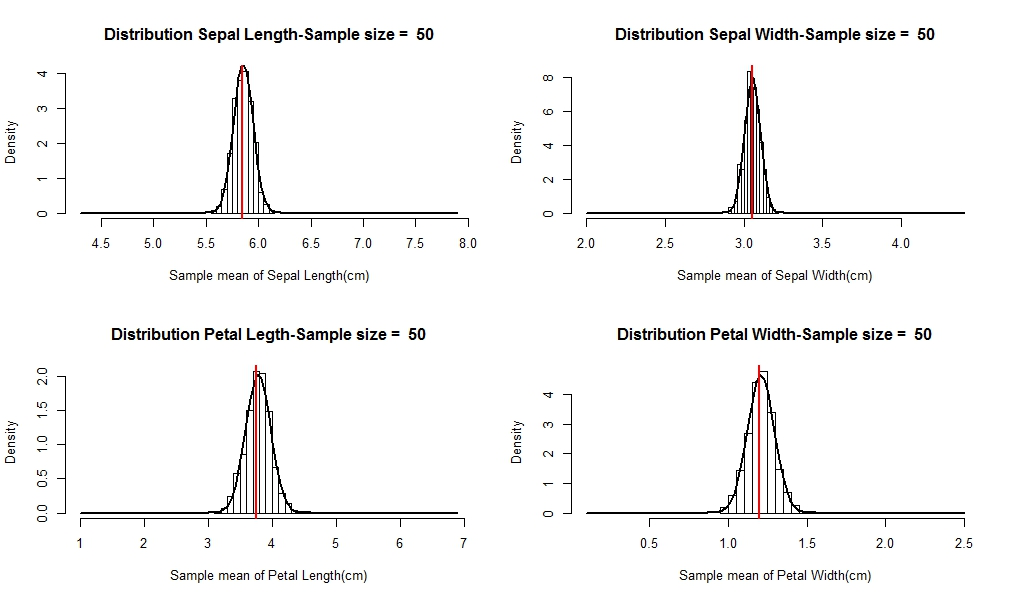 Distribution Sepal Length-Sample size =  50
Density
4
3
2
1
0
4.5 5.0 5.5 6.0 6.5 7.0 7.5 8.0
Sample mean of Sepal Length(cm)
Distribution Sepal Width-Sample size =  50
Density
8
6
4
2
0
2.0 2.5 3.0 3.5 4.0
Sample mean of Sepal Width(cm)
Distribution Petal Legth-Sample size =  50
Density
2.0
1.5
1.0
0.5
0.0
1 2 3 4 5 6 7
Sample mean of Petal Length(cm)
Distribution Petal Width-Sample size =  50
Density
4
3
2
1
0
0.5 1.0 1.5 2.0 2.5
Sample mean of Petal Width(cm)